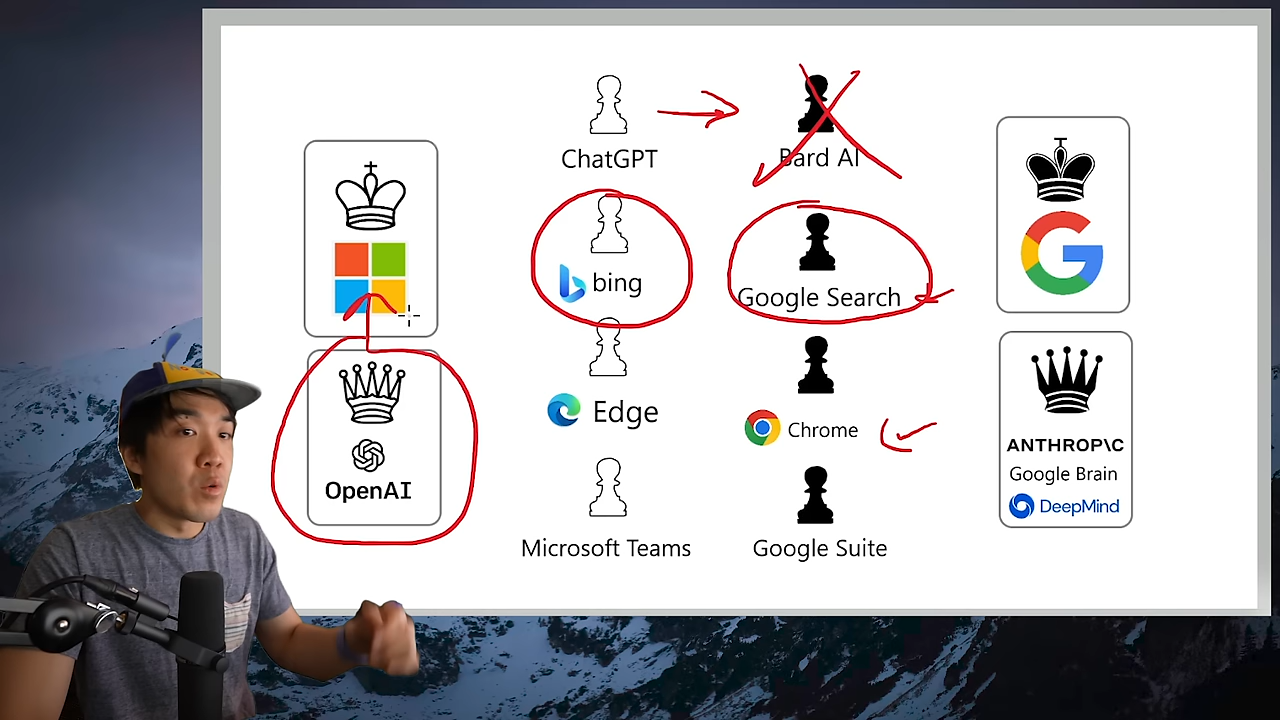 ChatGPT
Bard AI
bing
Google Search
Edge
Chrome
OpenAI
ANTHROP\C
Google Brain
DeepMind
Microsoft Teams
Google Suite